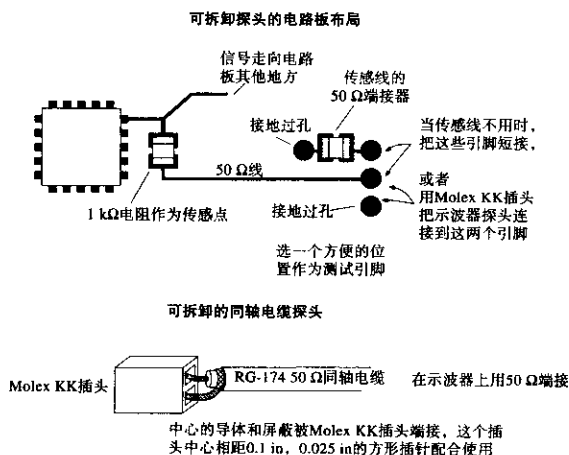 可拆卸探头的电路板布局
信号走向电路
板其他地方
传感线的
50 Ω端接器
接地过孔
当传感线不用时，
把这些引脚短接，
50 Ω线
或者
用Molex KK插头
把示波器探头连
接到这两个引脚
1 kΩ电阻作为传感点
接地过孔
选一个方便的位
置作为测试引脚
可拆卸的同轴电缆探头
Molex KK插头
RG-174 50 Ω同轴电缆
在示波器上用50 Ω端接
中心的导体和屏蔽被Molex KK插头端接，这个插
头中心相距0.1 in，0.025 in的方形插针配合使用